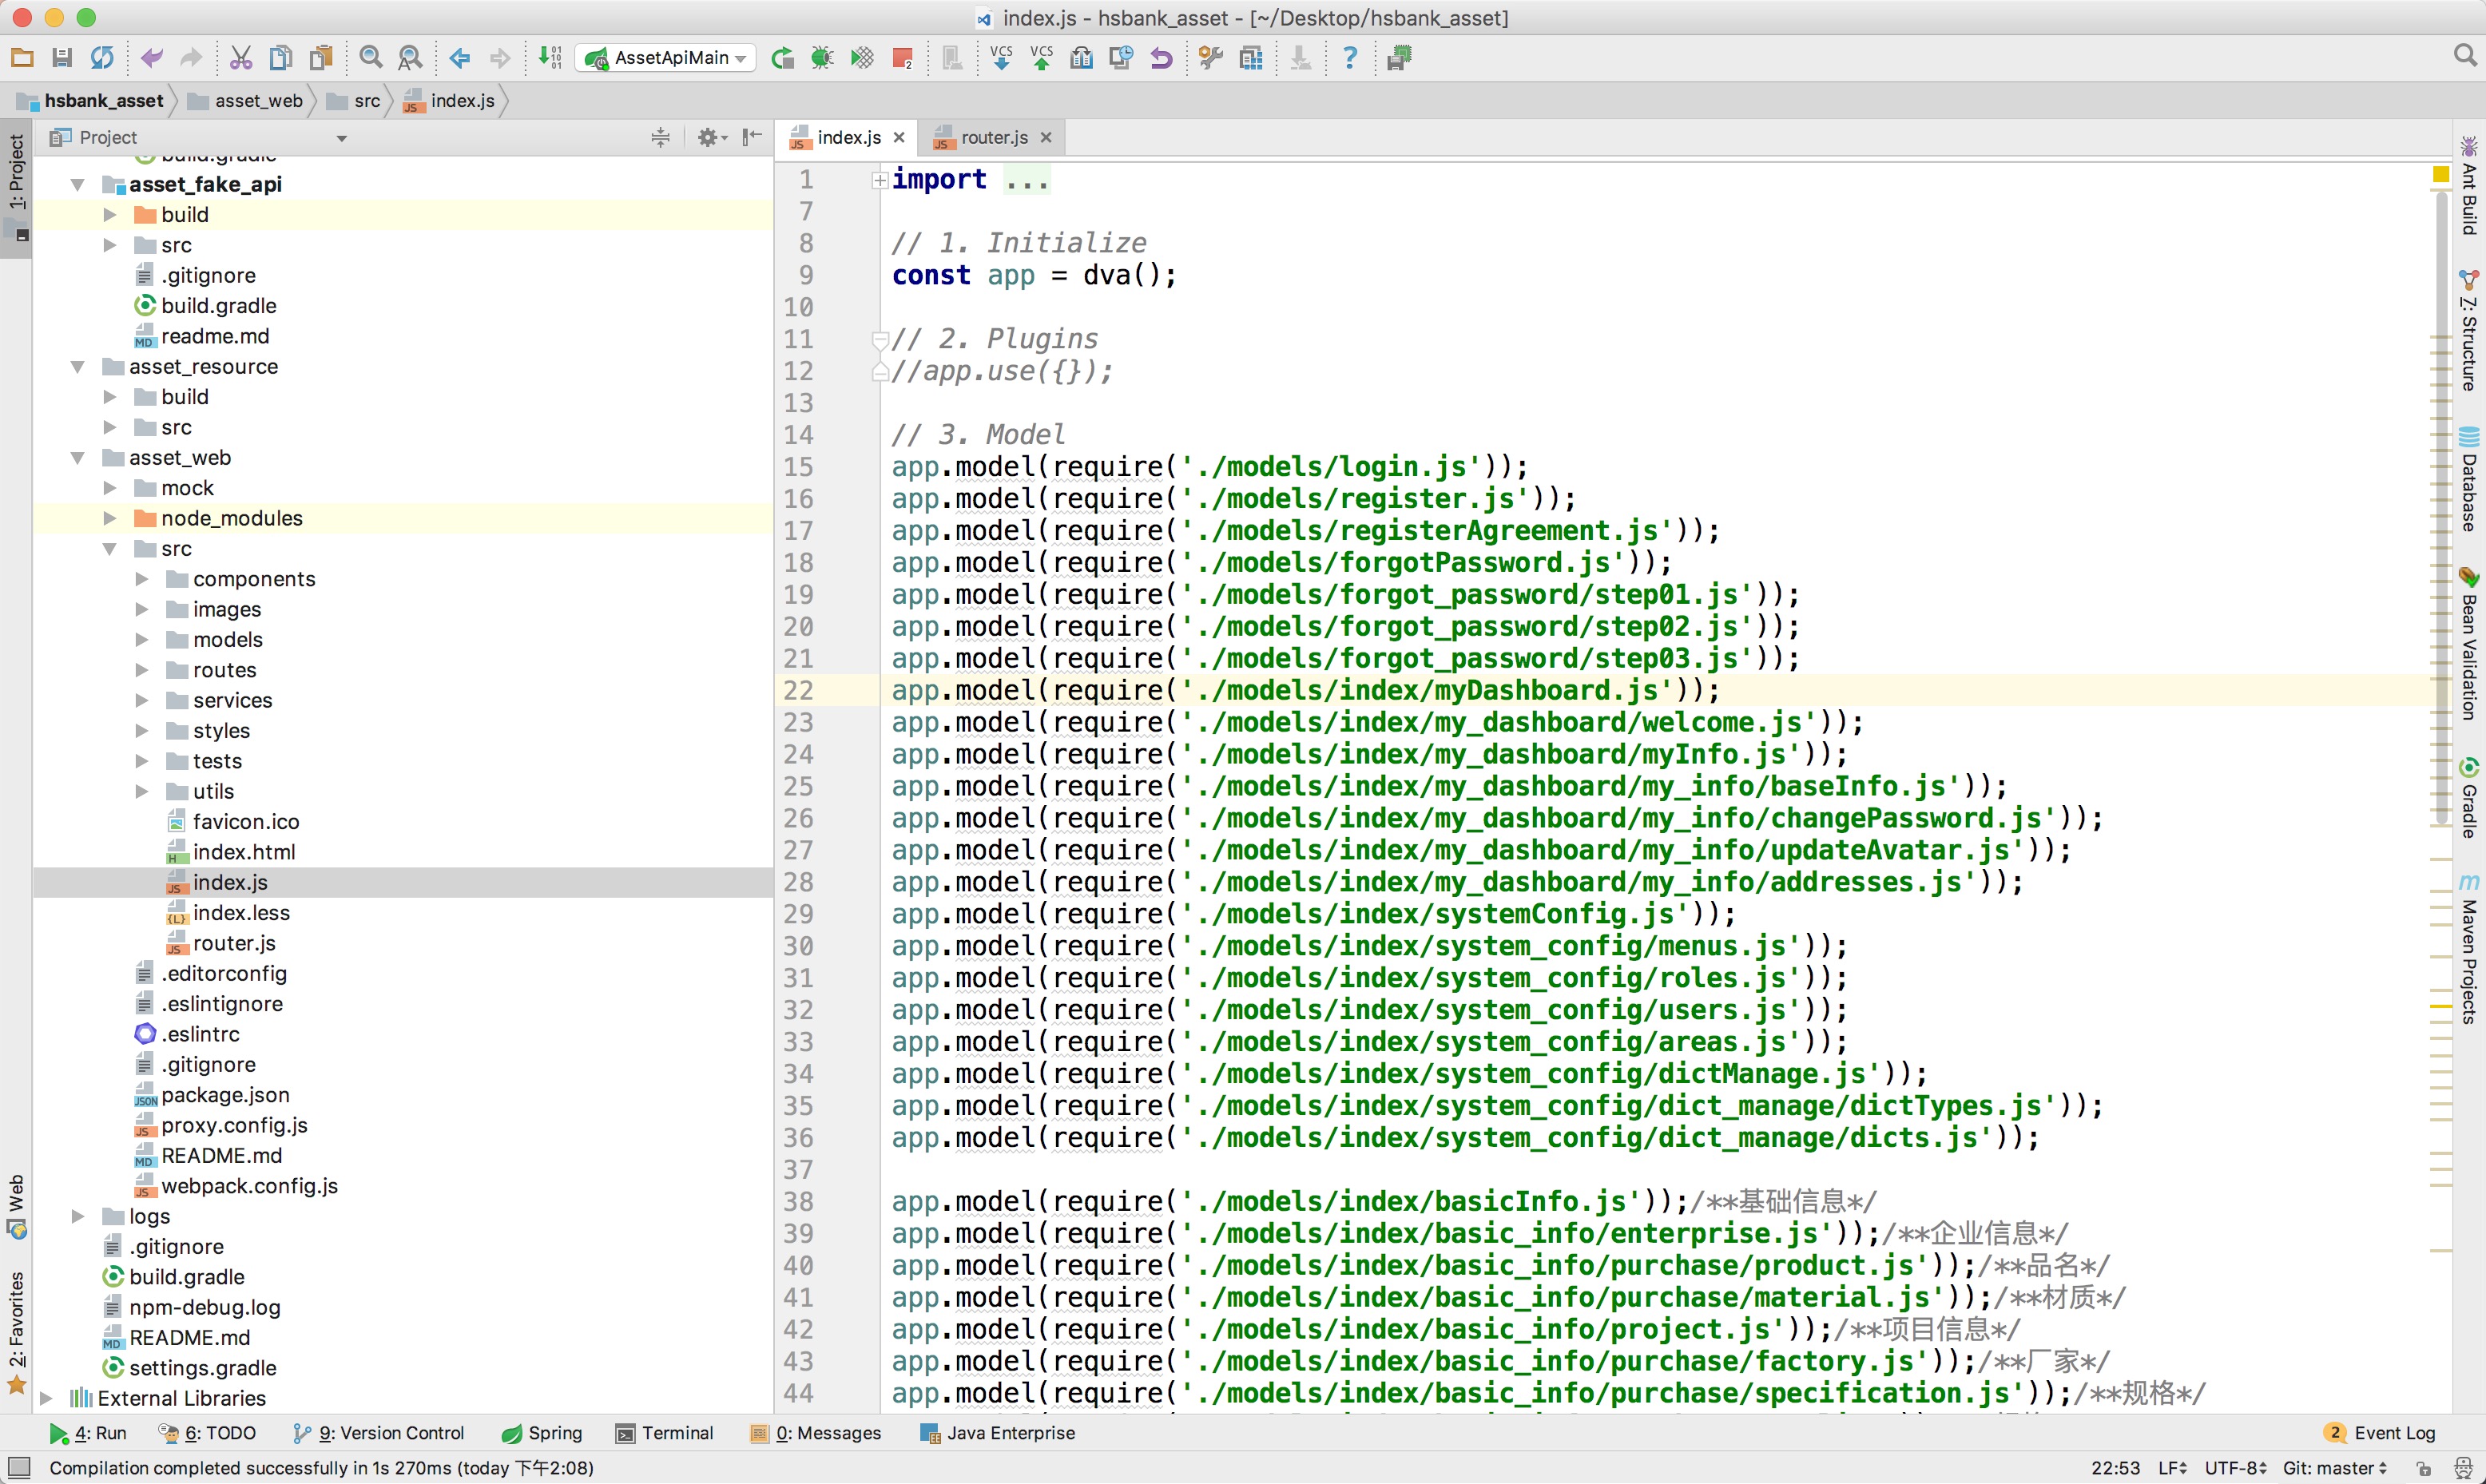 index.js - hsbank_asset - [~/Desktop/hsbank_asset]
AssetApiMain
hsbank_asset asset_web src index.js
1: Project
Web
2: Favorites
Project
build.gradle
asset_fake_api
build
src
.gitignore
build.gradle
readme.md
asset_resource
build
src
asset_web
mock
node_modules
src
components
images
models
routes
services
styles
tests
utils
favicon.ico
index.html
index.js
index.less
router.js
.editorconfig
.eslintignore
.eslintrc
.gitignore
package.json
proxy.config.js
README.md
webpack.config.js
logs
.gitignore
build.gradle
npm-debug.log
README.md
settings.gradle
External Libraries
index.js router.js
1 import ...
7
8 // 1. Initialize
9 const app = dva();
10
11 // 2. Plugins
12 //app.use({});
13
14 // 3. Model
15 app.model(require('./models/login.js'));
16 app.model(require('./models/register.js'));
17 app.model(require('./models/registerAgreement.js'));
18 app.model(require('./models/forgotPassword.js'));
19 app.model(require('./models/forgot_password/step01.js'));
20 app.model(require('./models/forgot_password/step02.js'));
21 app.model(require('./models/forgot_password/step03.js'));
22 app.model(require('./models/index/myDashboard.js'));
23 app.model(require('./models/index/my_dashboard/welcome.js'));
24 app.model(require('./models/index/my_dashboard/myInfo.js'));
25 app.model(require('./models/index/my_dashboard/my_info/baseInfo.js'));
26 app.model(require('./models/index/my_dashboard/my_info/changePassword.js'));
27 app.model(require('./models/index/my_dashboard/my_info/updateAvatar.js'));
28 app.model(require('./models/index/my_dashboard/my_info/addresses.js'));
29 app.model(require('./models/index/systemConfig.js'));
30 app.model(require('./models/index/system_config/menus.js'));
31 app.model(require('./models/index/system_config/roles.js'));
32 app.model(require('./models/index/system_config/users.js'));
33 app.model(require('./models/index/system_config/areas.js'));
34 app.model(require('./models/index/system_config/dictManage.js'));
35 app.model(require('./models/index/system_config/dict_manage/dictTypes.js'));
36 app.model(require('./models/index/system_config/dict_manage/dicts.js'));
37
38 app.model(require('./models/index/basicInfo.js'));/**基础信息*/
39 app.model(require('./models/index/basic_info/enterprise.js'));/**企业信息*/
40 app.model(require('./models/index/basic_info/purchase/product.js'));/**品名*/
41 app.model(require('./models/index/basic_info/purchase/material.js'));/**材质*/
42 app.model(require('./models/index/basic_info/project.js'));/**项目信息*/
43 app.model(require('./models/index/basic_info/purchase/factory.js'));/**厂家*/
44 app.model(require('./models/index/basic_info/purchase/specification.js'));/**规格*/
Ant Build
7: Structure
Database
Bean Validation
Gradle
Maven Projects
4: Run 6: TODO 9: Version Control Spring Terminal 0: Messages Java Enterprise 2 Event Log
Compilation completed successfully in 1s 270ms (today 下午2:08) 22:53 LF UTF-8 Git: master